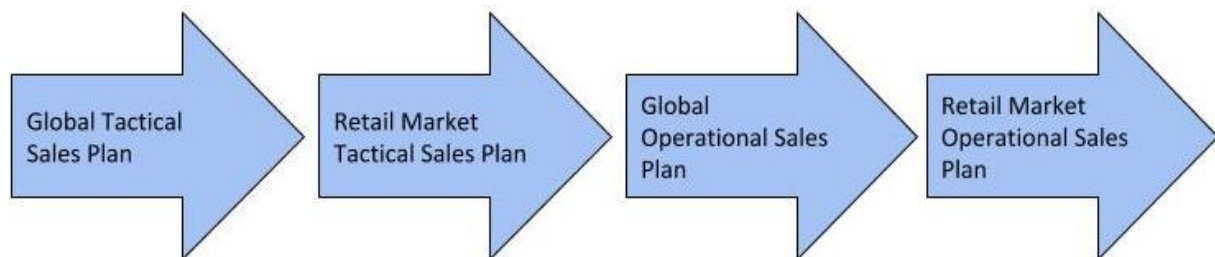 Global Tactical
Sales Plan
Retail Market
Tactical Sales Plan
Global
Operational Sales
Plan
Retail Market
Operational Sales
Plan